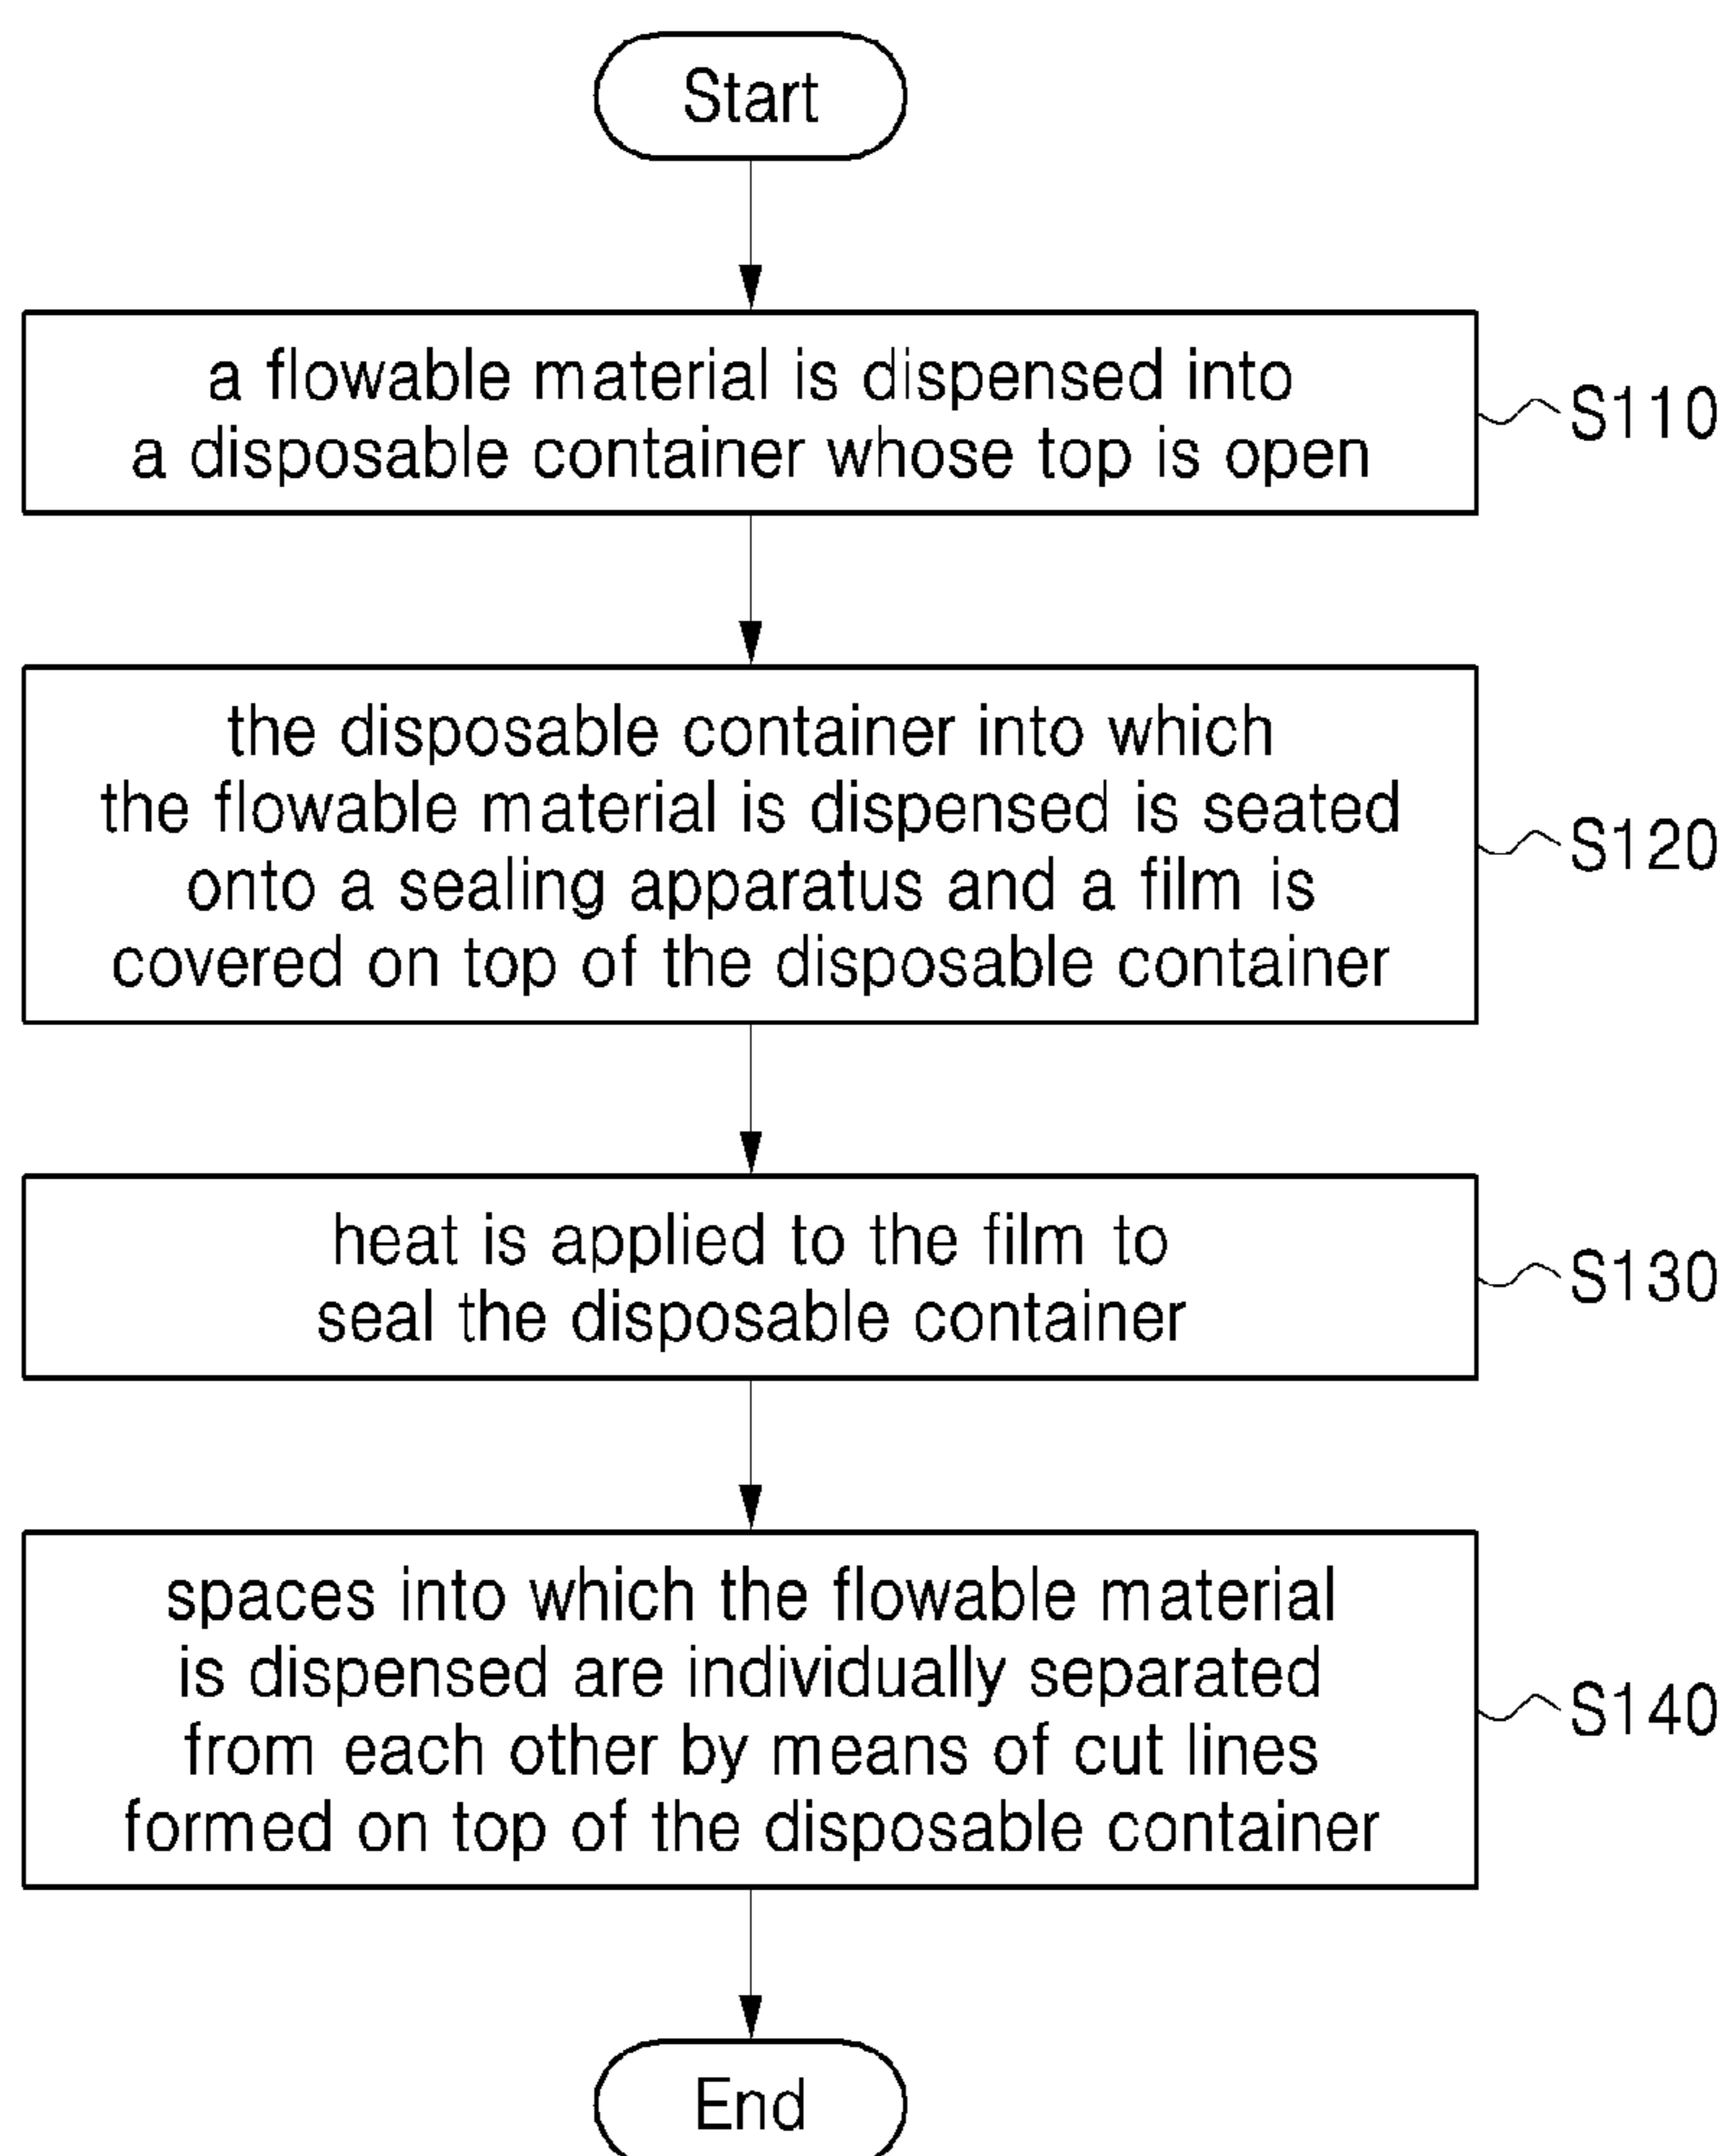 Start
a flowable material is dispensed into
a disposable container whose top is open
S110
the disposable container into which
the flowable material is dispensed is seated
onto a sealing apparatus and a film is
covered on top of the disposable container
S120
heat is applied to the film to
seal the disposable container
S130
spaces into which the flowable material
is dispensed are individually separated
from each other by means of cut lines
formed on top of the disposable container
S140
End